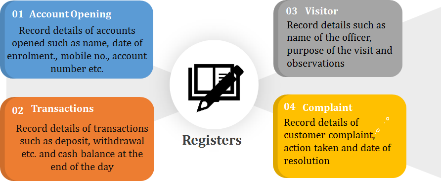 01 Account Opening
Record details of accounts
opened such as name, date of
enrolment., mobile no., account
number etc.
02 Transactions
Record details of transactions
such as deposit, withdrawal
etc. and cash balance at the
end of the day
Registers
03 Visitor
Record details such as
name of the officer,
purpose of the visit and
observations
04 Complaint
Record details of
customer complaint,
action taken and date of
resolution